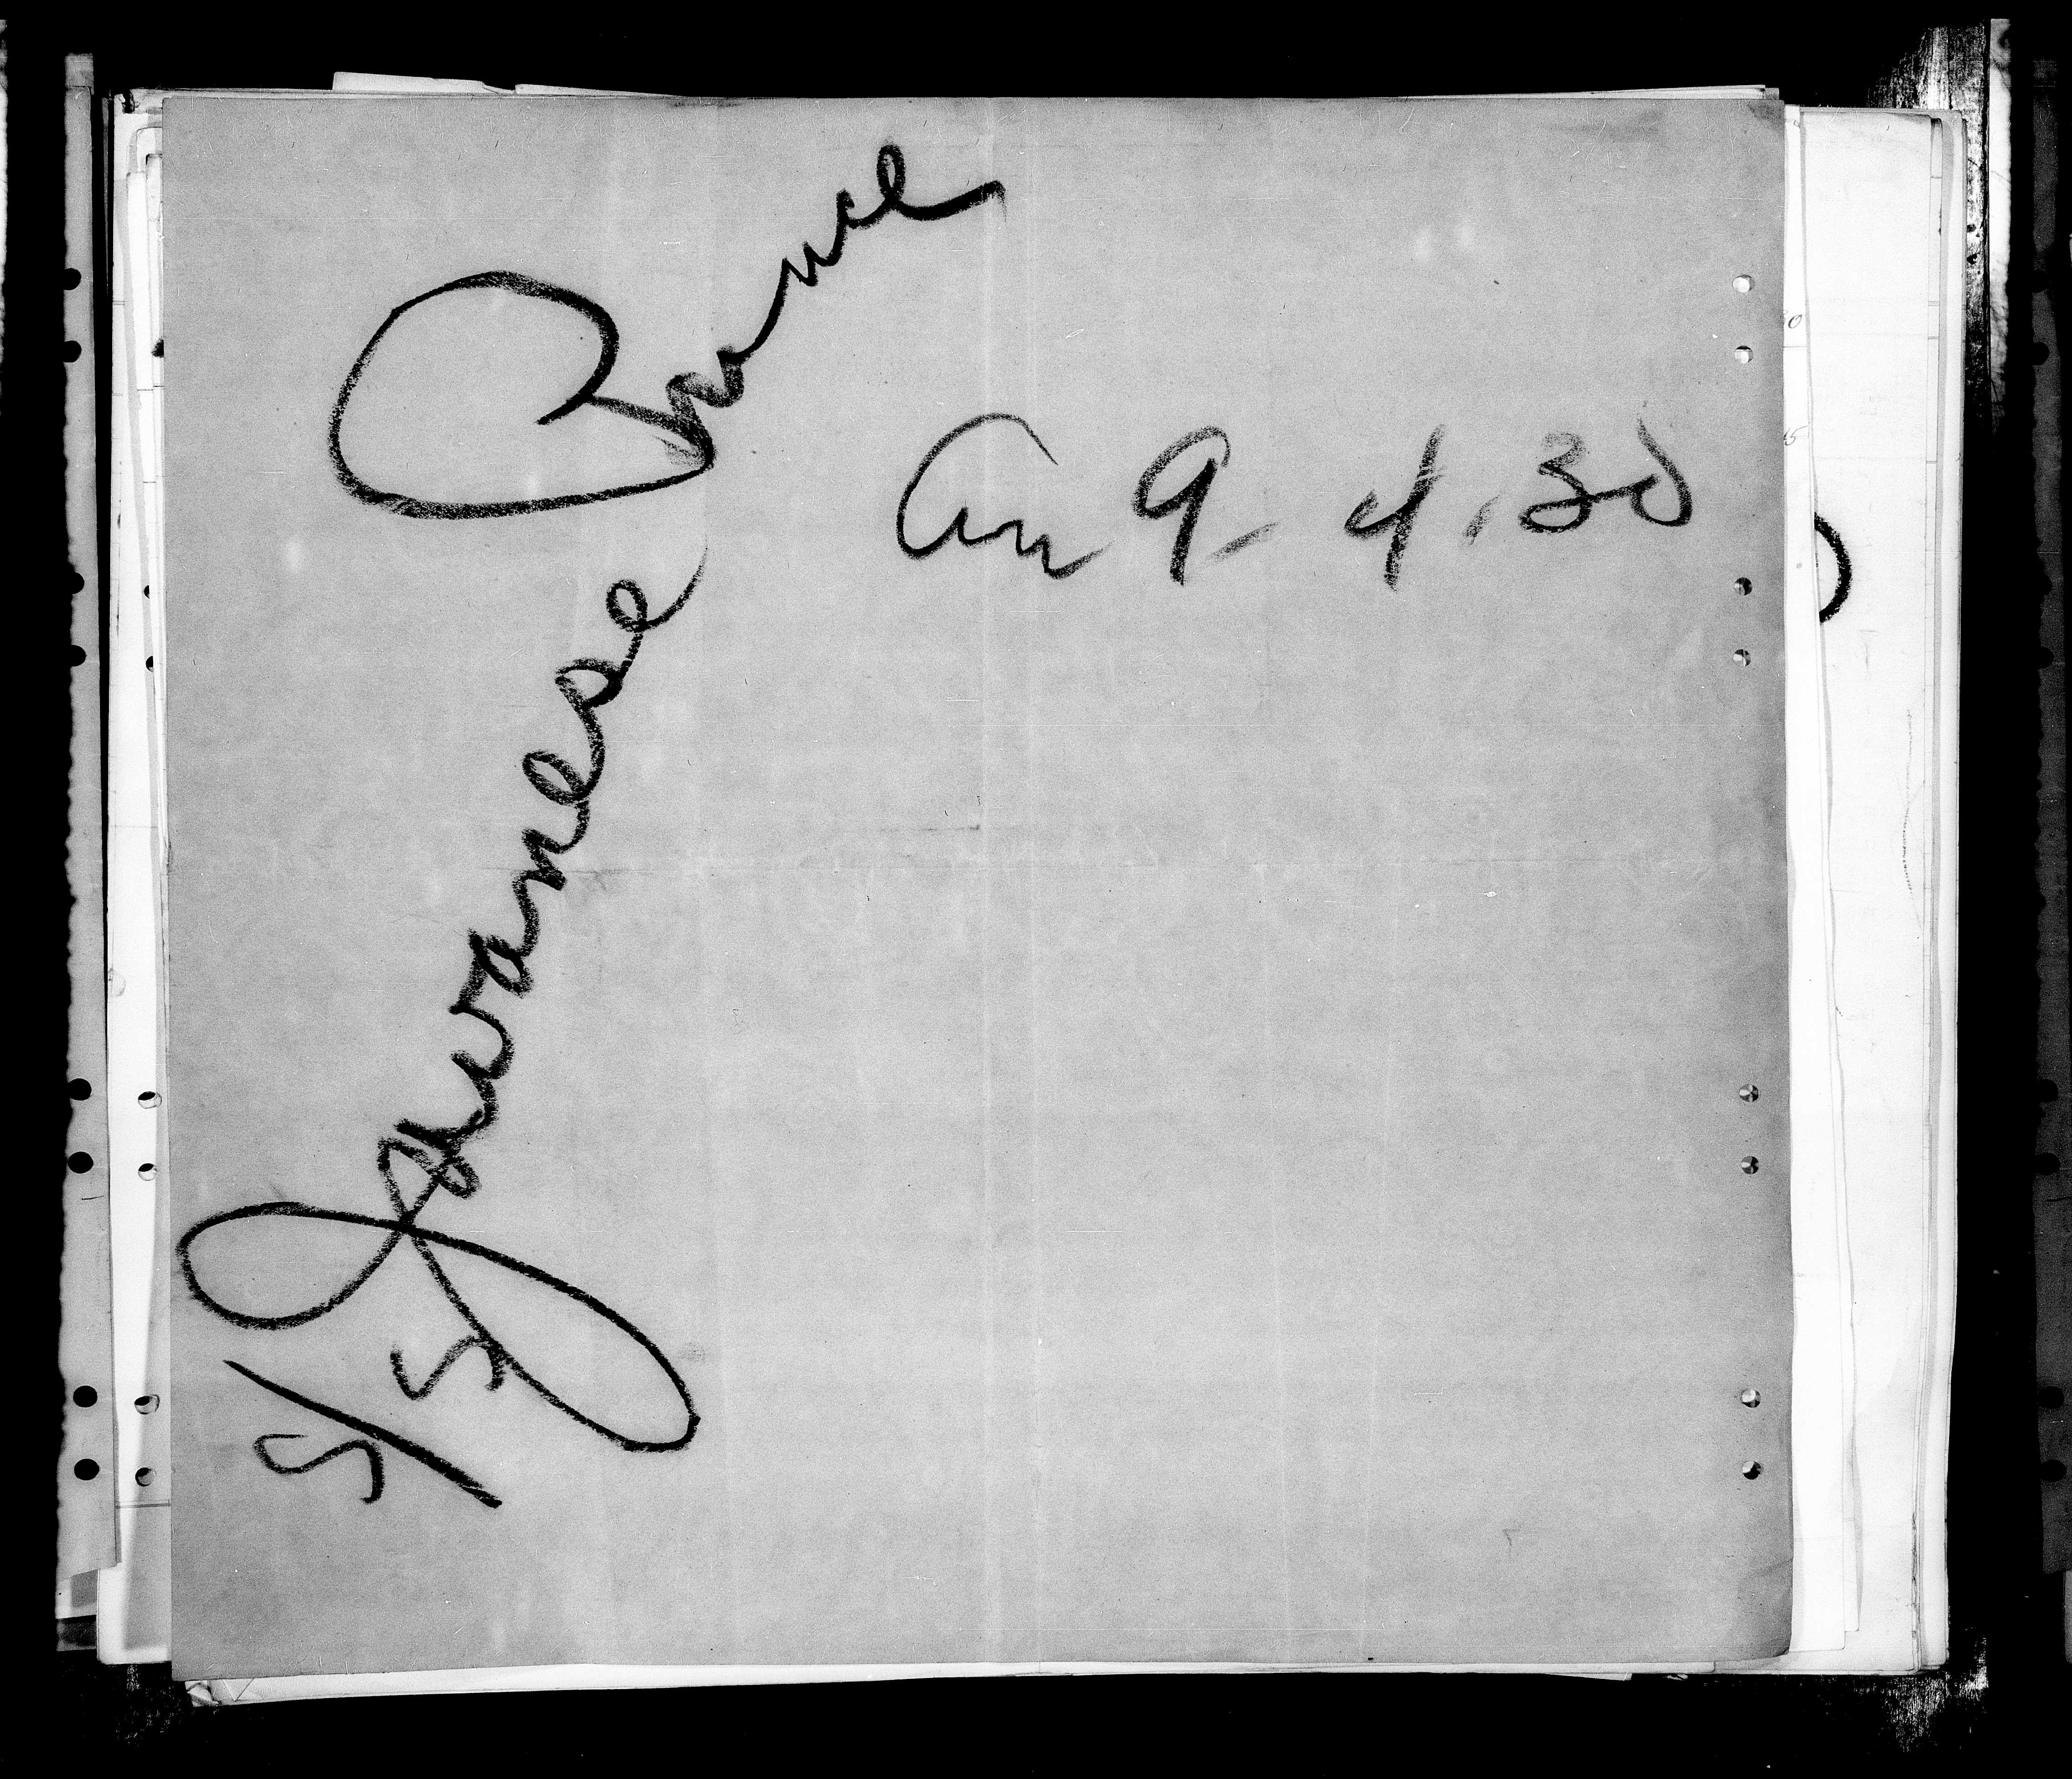 S/S Javanese Prince
Arr 9 - 4.30